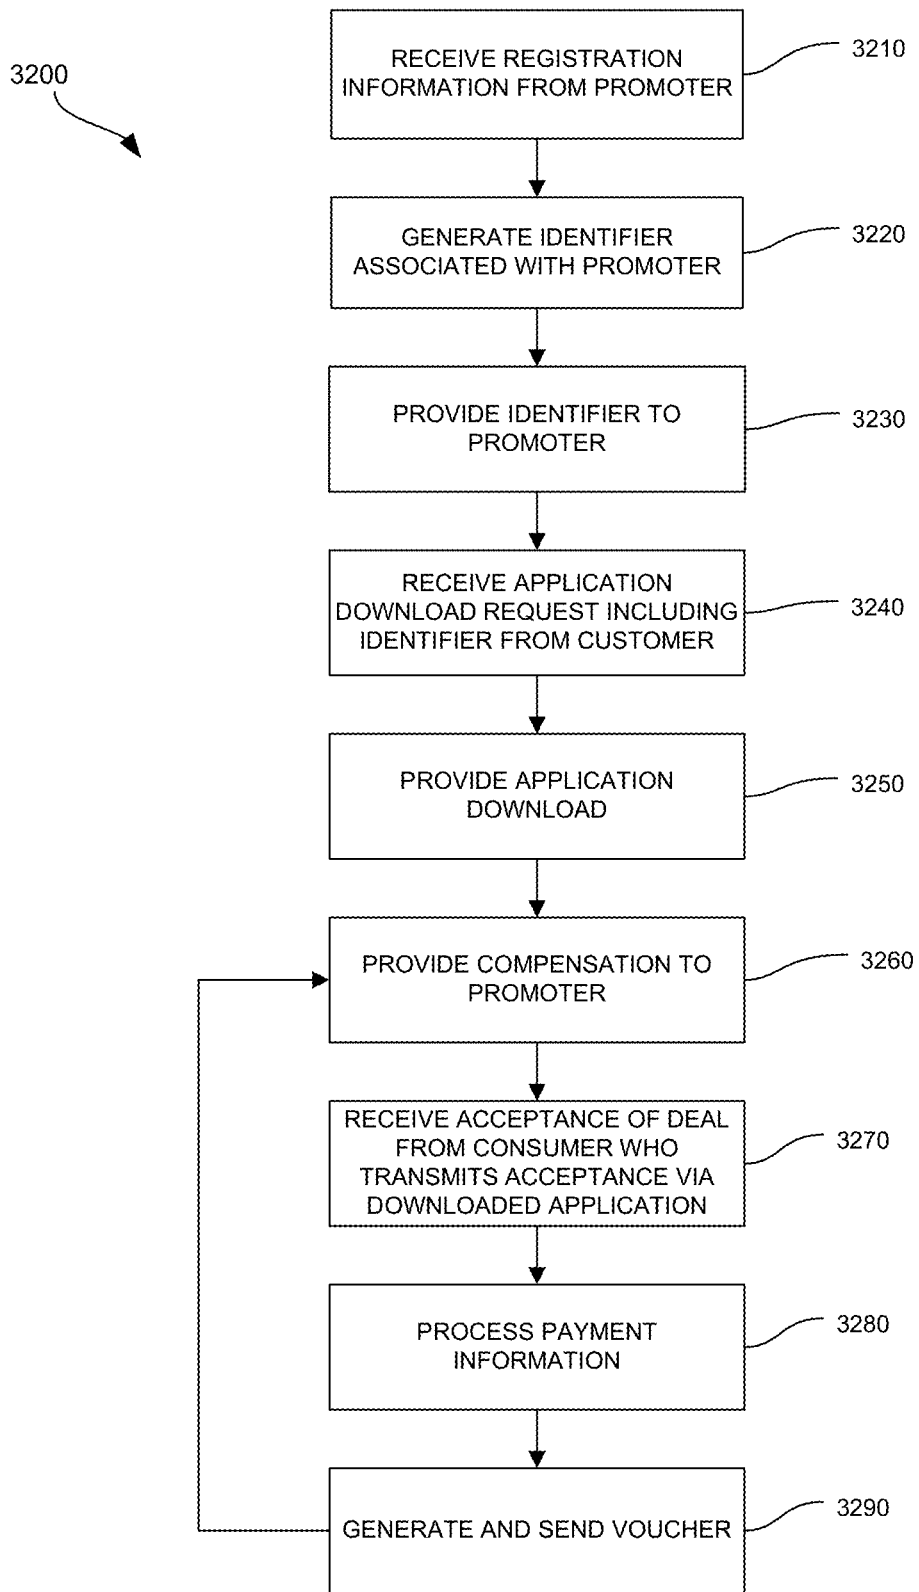 3200
RECEIVE REGISTRATION
INFORMATION FROM PROMOTER
3210
GENERATE IDENTIFIER
ASSOCIATED WITH PROMOTER
3220
PROVIDE IDENTIFIER TO
PROMOTER
3230
RECEIVE APPLICATION
DOWNLOAD REQUEST INCLUDING
IDENTIFIER FROM CUSTOMER
3240
PROVIDE APPLICATION
DOWNLOAD
3250
PROVIDE COMPENSATION TO
PROMOTER
3260
RECEIVE ACCEPTANCE OF DEAL
FROM CONSUMER WHO
TRANSMITS ACCEPTANCE VIA
DOWNLOADED APPLICATION
3270
PROCESS PAYMENT
INFORMATION
3280
GENERATE AND SEND VOUCHER
3290